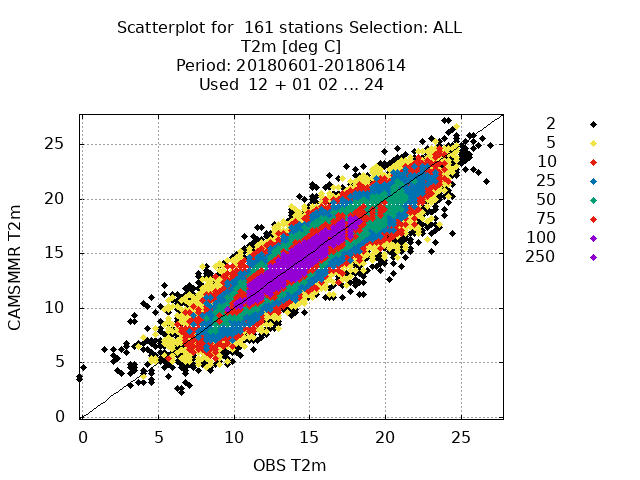 Scatterplot for  161 stations Selection: ALL
T2m [deg C]
Period: 20180601-20180614
Used  12 + 01 02 ... 24
2
5
10
25
50
75
100
250
25
20
15
10
5
0
CAMSMMR T2m
0 5 10 15 20 25
OBS T2m